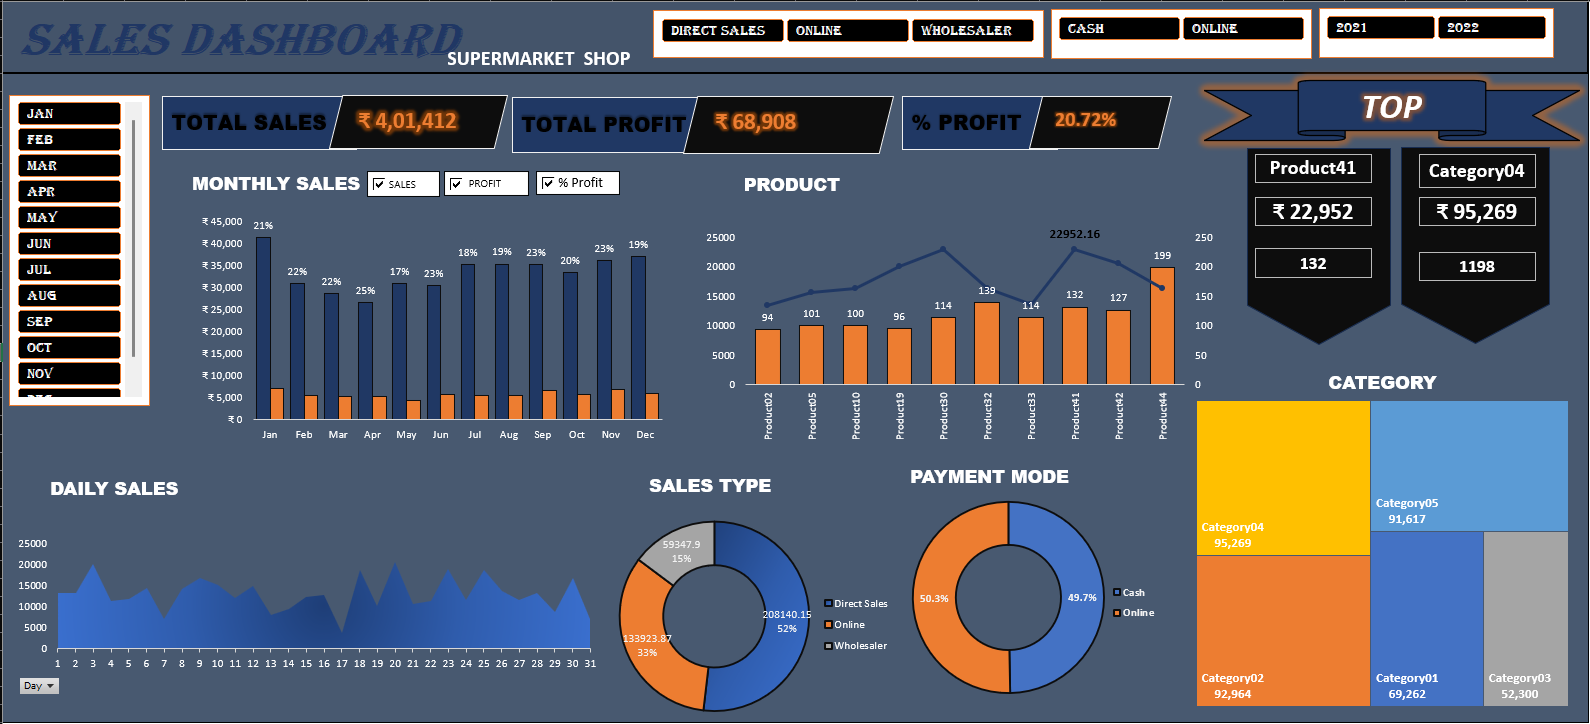 SALES DASHBOARD
SUPERMARKET SHOP
DIRECT SALES
ONLINE
WHOLESALER
CASH
ONLINE
2021
2022
JAN
FEB
MAR
APR
MAY
JUN
JUL
AUG
SEP
OCT
NOV
TOTAL SALES
₹ 4,01,412
TOTAL PROFIT
₹ 68,908
% PROFIT
20.72%
TOP
Product41
₹ 22,952
132
Category04
₹ 95,269
1198
MONTHLY SALES
SALES
PROFIT
% Profit
₹ 45,000
₹ 40,000
₹ 35,000
₹ 30,000
₹ 25,000
₹ 20,000
₹ 15,000
₹ 10,000
₹ 5,000
₹ 0
21% 22% 22% 25% 17% 23% 18% 19% 23% 20% 23% 19%
Jan Feb Mar Apr May Jun Jul Aug Sep Oct Nov Dec
PRODUCT
22952.16
25000
20000
15000
10000
5000
0
94 101 100 96 114 139 114 132 127 199
250
200
150
100
50
0
Product02 Product05 Product10 Product19 Product30 Product32 Product33 Product41 Product42 Product44
DAILY SALES
25000
20000
15000
10000
5000
0
1 2 3 4 5 6 7 8 9 10 11 12 13 14 15 16 17 18 19 20 21 22 23 24 25 26 27 28 29 30 31
Day
SALES TYPE
59347.9
15%
208140.15
52%
133923.87
33%
Direct Sales
Online
Wholesaler
PAYMENT MODE
50.3%
49.7%
Cash
Online
CATEGORY
Category04
95,269
Category05
91,617
Category02
92,964
Category01
69,262
Category03
52,300